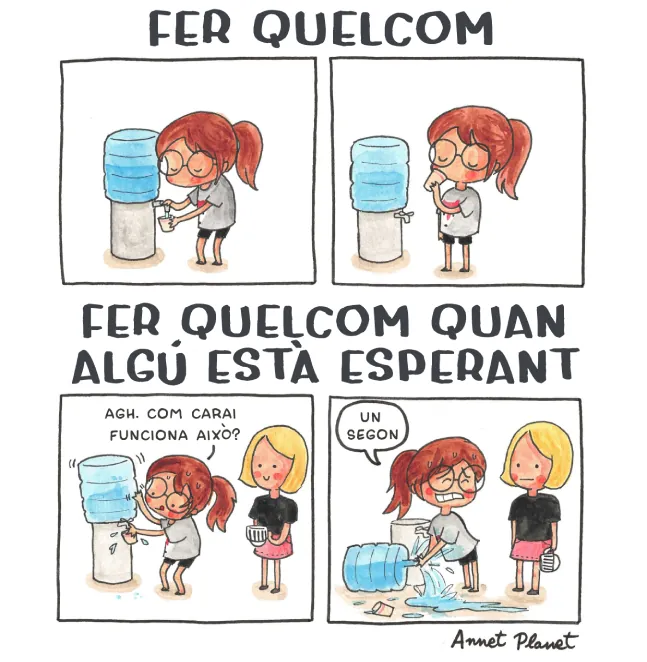 FER QUELCOM
FER QUELCOM QUAN
ALGÚ ESTÀ ESPERANT
AGH. COM CARAI
FUNCIONA AIXÒ?
UN
SEGON
Annet Planet